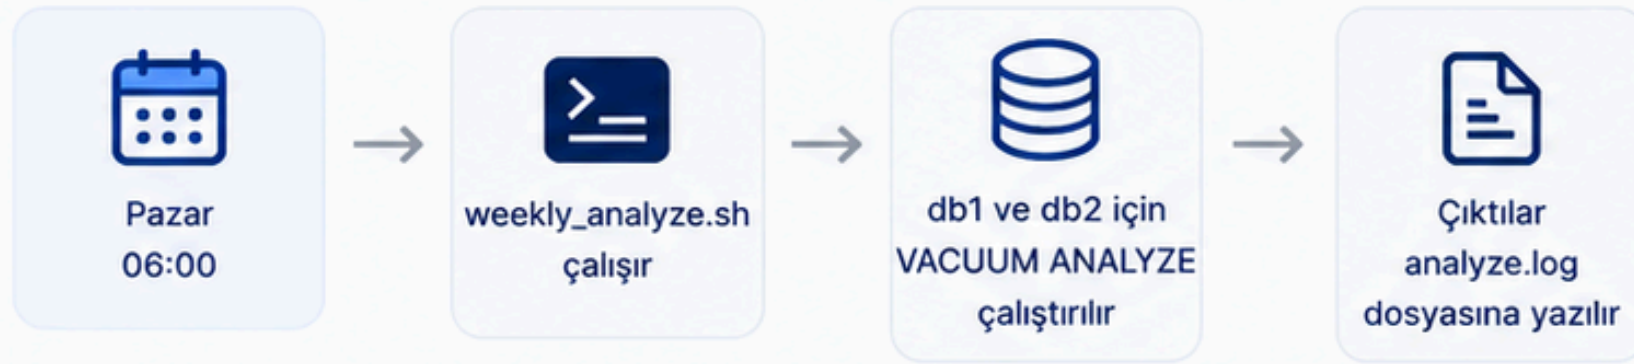 Pazar
06:00
weekly_analyze.sh
çalışır
db1 ve db2 için
VACUUM ANALYZE
çalıştırılır
Çıktılar
analyze.log
dosyasına yazılır